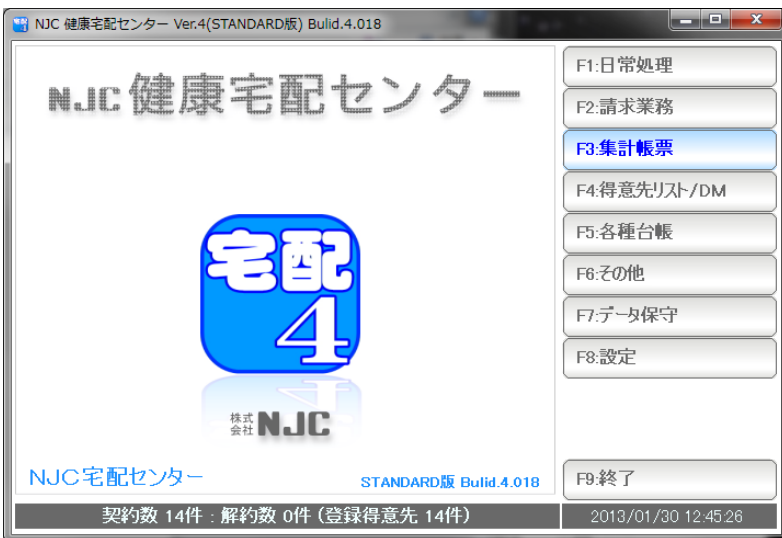 NJC 健康宅配センター Ver.4(STANDARD版) Bulid.4.018
NJC 健康宅配センター
宅配
4
株式
会社 NJC
NJC宅配センター
STANDARD版 Bulid.4.018
F1:日常処理
F2:請求業務
F3:集計帳票
F4:得意先リスト/DM
F5:各種台帳
F6:その他
F7:データ保守
F8:設定
F9:終了
契約数 14件 : 解約数 0件 (登録得意先 14件)
2013/01/30 12:45:26